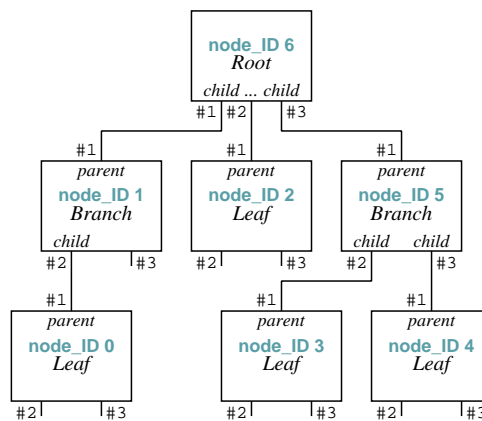 node_ID 6
Root
child ... child
#1 #2 #3
#1 #1 #1
parent parent
node_ID 1 node_ID 2 node_ID 5
Branch Leaf Branch
child child child
#2 #3 #2 #3 #2 #3
#1 #1 #1
parent parent parent
node_ID 0 node_ID 3 node_ID 4
Leaf Leaf Leaf
#2 #3 #2 #3 #2 #3